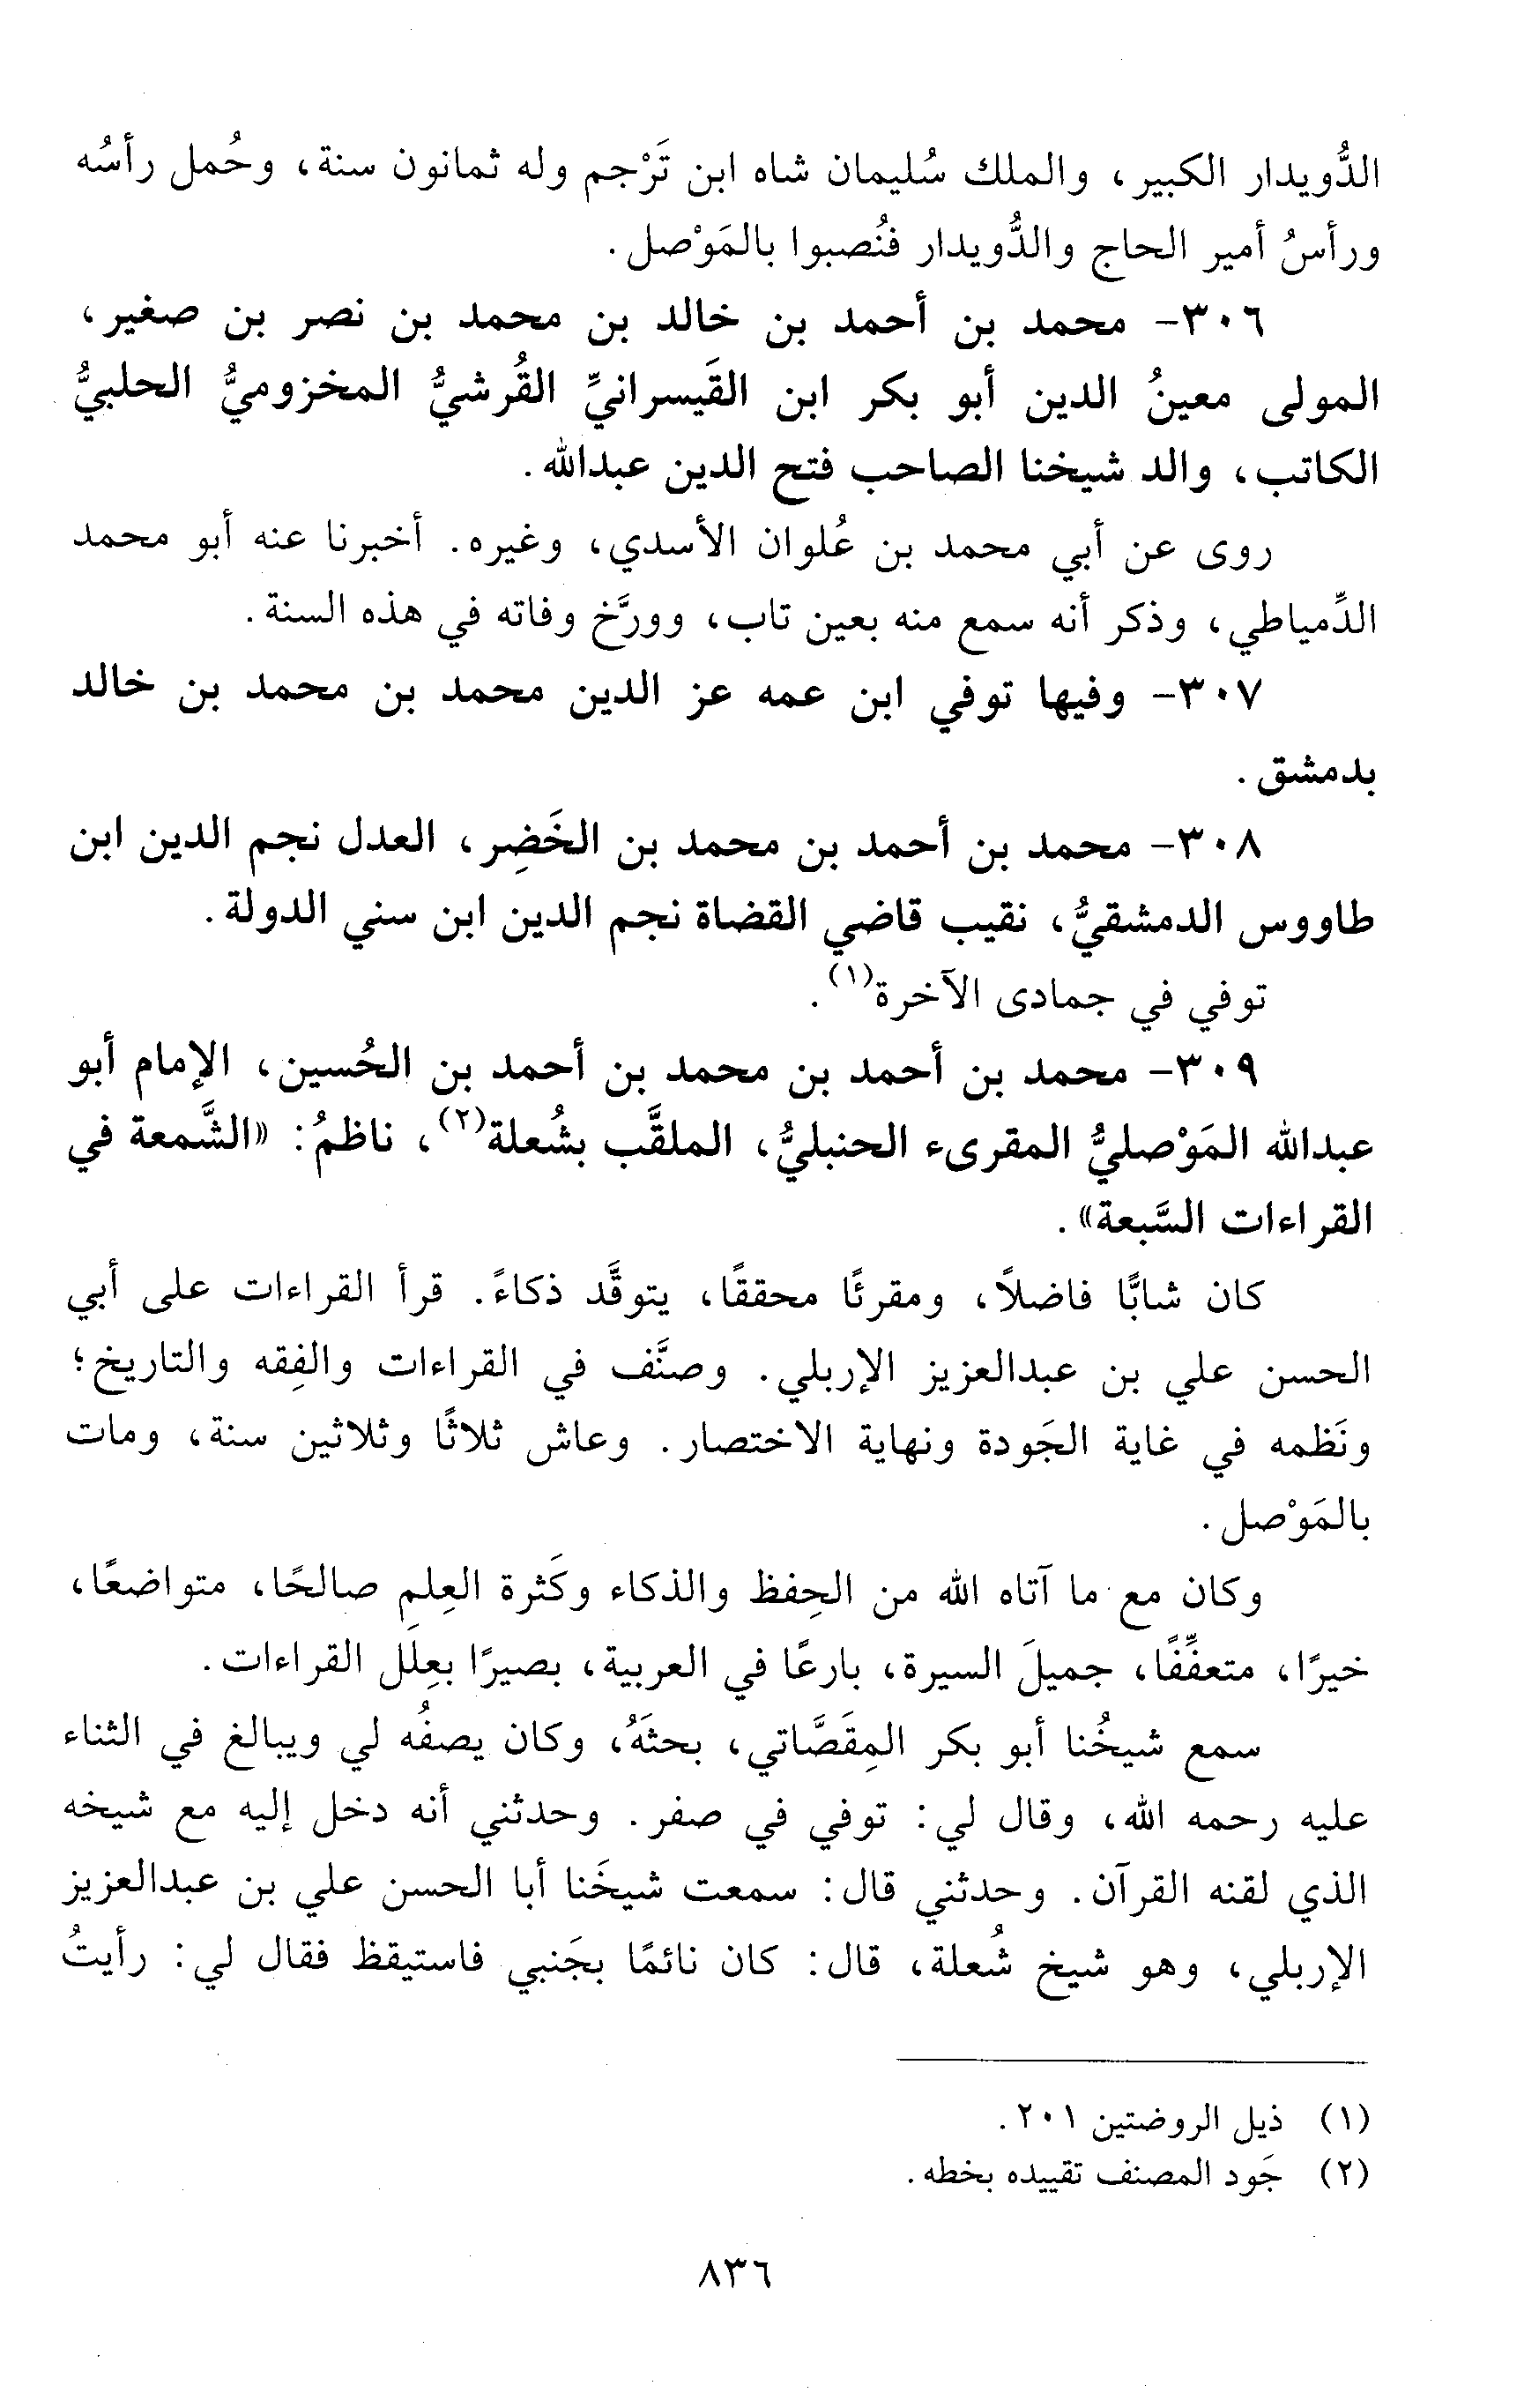 الدُّويدار الكبير، والملك سُليمان شاه ابن تَرْجم وله ثمانون سنة، وحُمل رأسُه
ورأسُ أمير الحاج والدُّويدار فنُصبوا بالمَوْصل.
٣٠٦- محمد بن أحمد بن خالد بن محمد بن نصر بن صغير،
المولى معينُ الدين أبو بكر ابن القَيسرانيِّ القُرشيُّ المخزوميُّ الحلبيُّ
الكاتب، والد شيخنا الصاحب فتح الدين عبدالله.
روى عن أبي محمد بن عُلوان الأسدي، وغيره. أخبرنا عنه أبو محمد
الدِّمياطي، وذكر أنه سمع منه بعين تاب، وورَّخ وفاته في هذه السنة.
٣٠٧- وفيها توفي ابن عمه عز الدين محمد بن محمد بن خالد
بدمشق.
٣٠٨- محمد بن أحمد بن محمد بن الخَضِر، العدل نجم الدين ابن
طاووس الدمشقيُّ، نقيب قاضي القضاة نجم الدين ابن سني الدولة.
توفي في جمادى الآخرة(١).
٣٠٩- محمد بن أحمد بن محمد بن أحمد بن الحُسين، الإمام أبو
عبدالله المَوْصليُّ المقرىء الحنبليُّ، الملقَّب بشُعلة(٢)، ناظمُ: «الشَّمعة في
القراءات السَّبعة».
كان شابًّا فاضلاً، ومقرئًا محققًا، يتوقَّد ذكاءً. قرأ القراءات على أبي
الحسن علي بن عبدالعزيز الإربلي. وصنَّف في القراءات والفِقه والتاريخ؛
ونَظمه في غاية الجَودة ونهاية الاختصار. وعاش ثلاثًا وثلاثين سنة، ومات
بالمَوْصل.
وكان مع ما آتاه الله من الحِفظ والذكاء وكَثرة العِلم صالحًا، متواضعًا،
خيرًا، متعفِّفًا، جميلَ السيرة، بارعًا في العربية، بصيرًا بعِلَل القراءات.
سمع شيخُنا أبو بكر المِقَصَّاتي، بحثَهُ، وكان يصفُه لي ويبالغ في الثناء
عليه رحمه الله، وقال لي: توفي في صفر. وحدثني أنه دخل إليه مع شيخه
الذي لقنه القرآن. وحدثني قال: سمعت شيخَنا أبا الحسن علي بن عبدالعزيز
الإربلي، وهو شيخ شُعلة، قال: كان نائمًا بجَنبي فاستيقظ فقال لي: رأيتُ
(١) ذيل الروضتين ٢٠١.
(٢) جَود المصنف تقييده بخطه.
٨٣٦